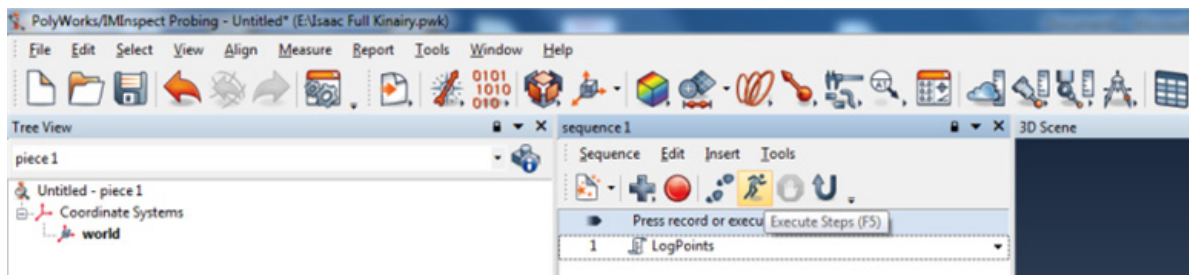 PolyWorks/IMInspect Probing - Untitled* (E:\Isaac Full Kinairy.pwk)
File Edit Select View Align Measure Report Tools Window Help
0101
1010
010
Tree View
piece 1
Untitled - piece 1
Coordinate Systems
world
sequence 1
Sequence Edit Insert Tools
Press record or execu
Execute Steps (F5)
1 LogPoints
3D Scene